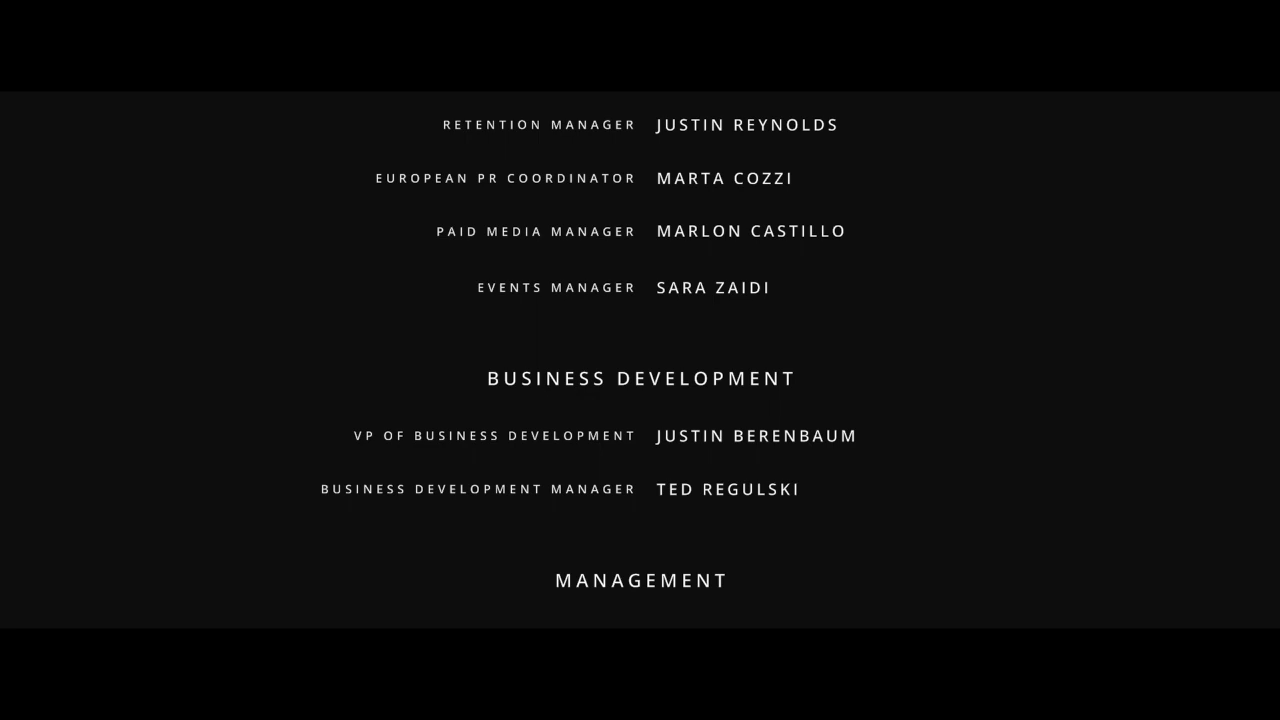 RETENTION MANAGER JUSTIN REYNOLDS
EUROPEAN PR COORDINATOR MARTA COZZI
PAID MEDIA MANAGER MARLON CASTILLO
EVENTS MANAGER SARA ZAIDI
BUSINESS DEVELOPMENT
VP OF BUSINESS DEVELOPMENT JUSTIN BERENBAUM
BUSINESS DEVELOPMENT MANAGER TED REGULSKI
MANAGEMENT